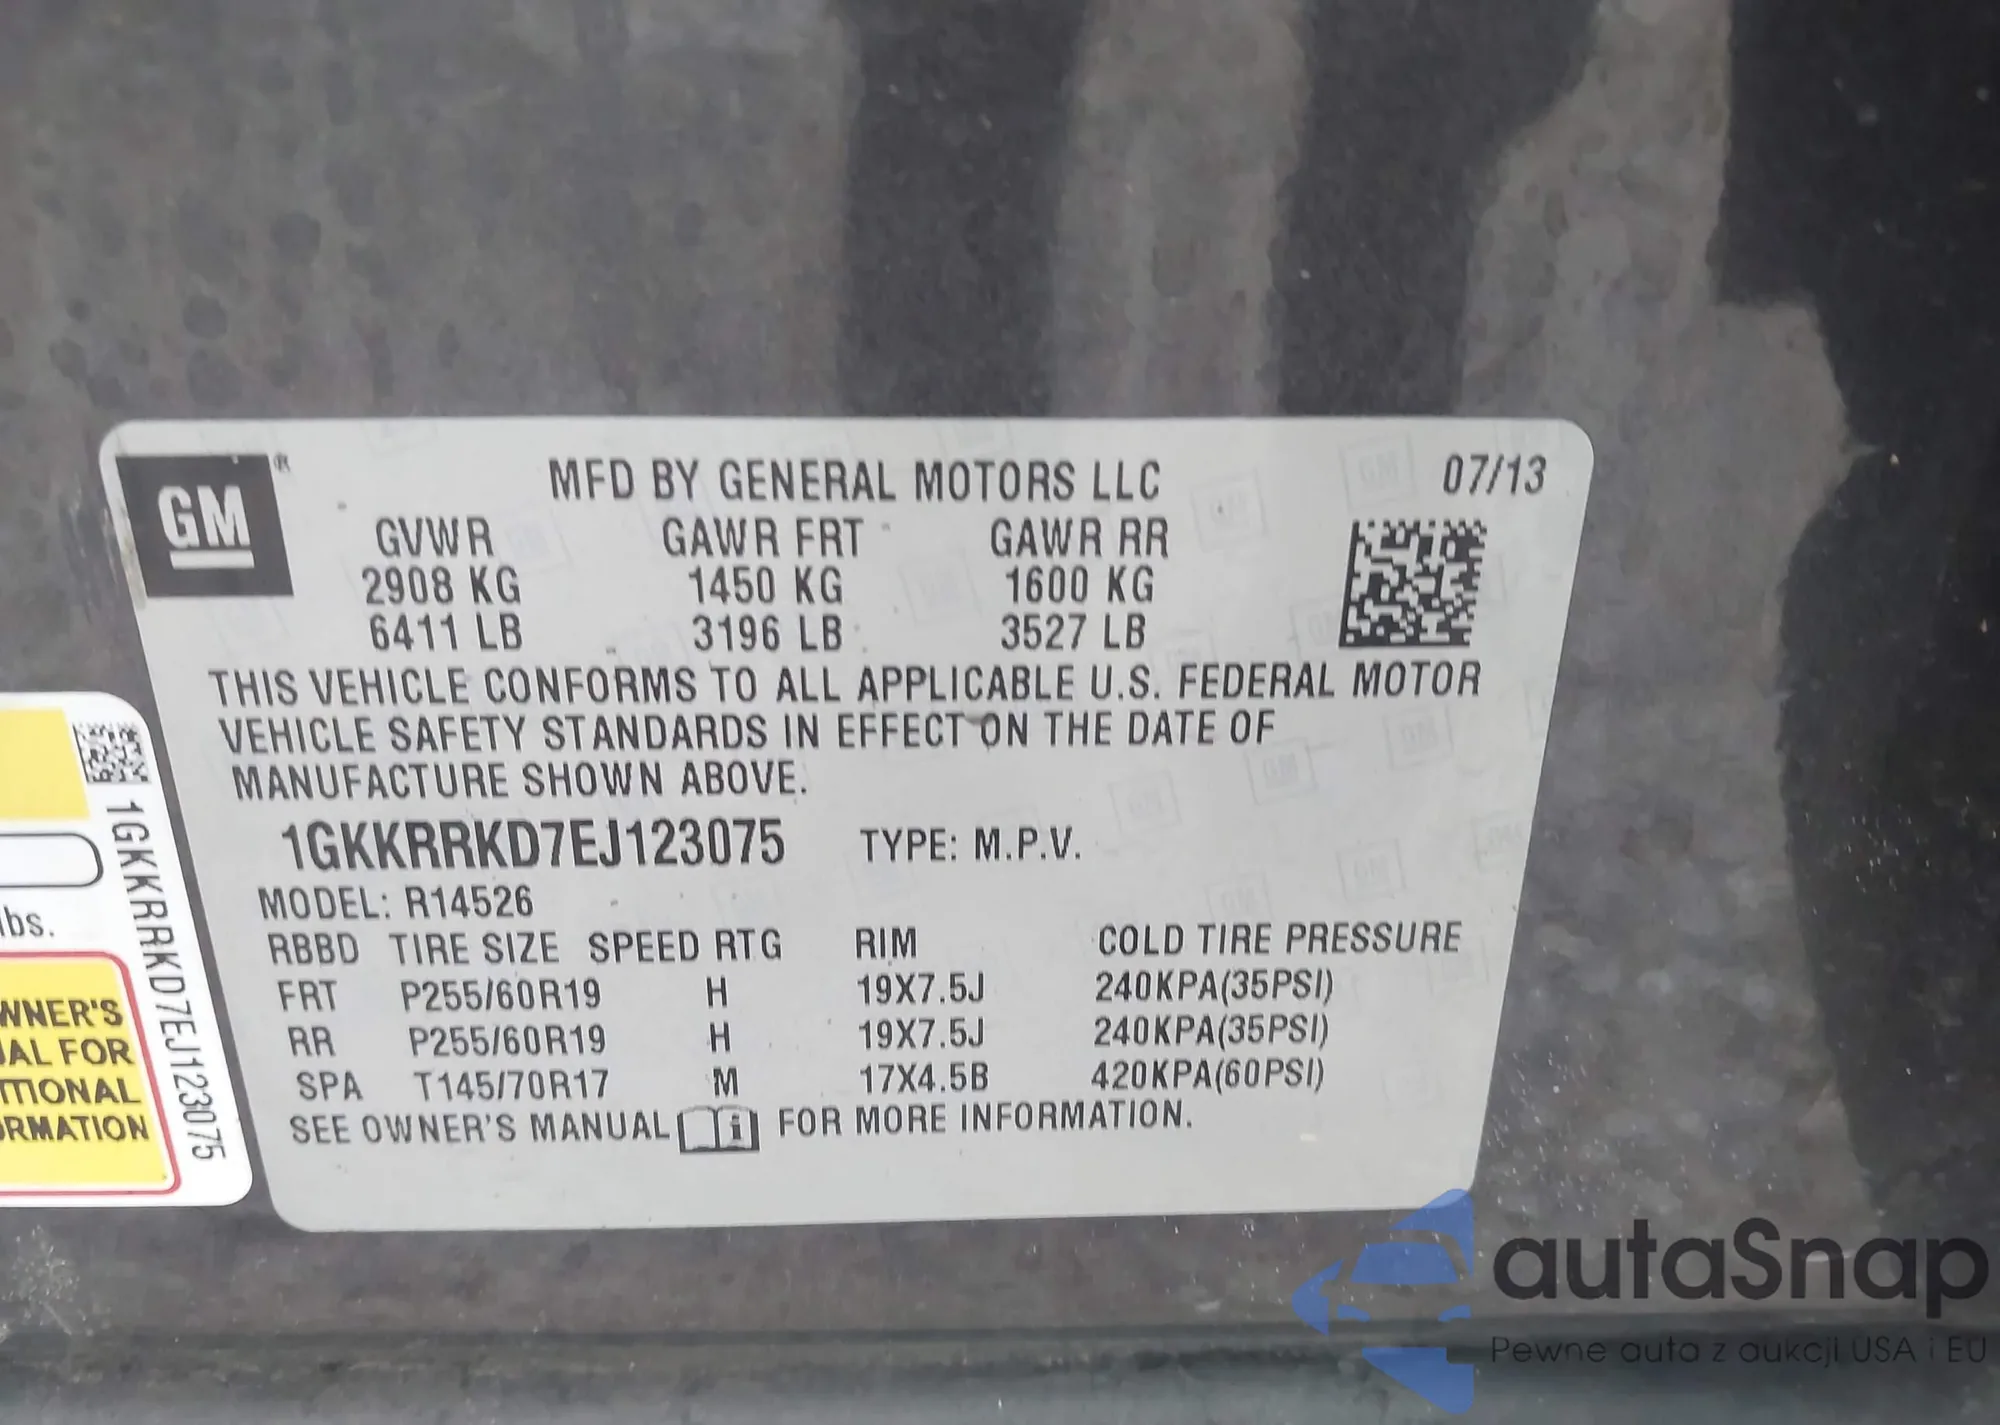 GM ®
MFD BY GENERAL MOTORS LLC 07/13
GVWR GAWR FRT GAWR RR
2908 KG 1450 KG 1600 KG
6411 LB 3196 LB 3527 LB
THIS VEHICLE CONFORMS TO ALL APPLICABLE U.S. FEDERAL MOTOR
VEHICLE SAFETY STANDARDS IN EFFECT ON THE DATE OF
MANUFACTURE SHOWN ABOVE.
1GKKRRKD7EJ123075 TYPE: M.P.V.
MODEL: R14526
RBBD TIRE SIZE SPEED RTG RIM COLD TIRE PRESSURE
FRT P255/60R19 H 19X7.5J 240KPA(35PSI)
RR P255/60R19 H 19X7.5J 240KPA(35PSI)
SPA T145/70R17 M 17X4.5B 420KPA(60PSI)
SEE OWNER'S MANUAL i FOR MORE INFORMATION.
1GKKRRKD7EJ123075
lbs.
WNER'S
FOR
autaSnap
Pewne auta z aukcji USA i EU